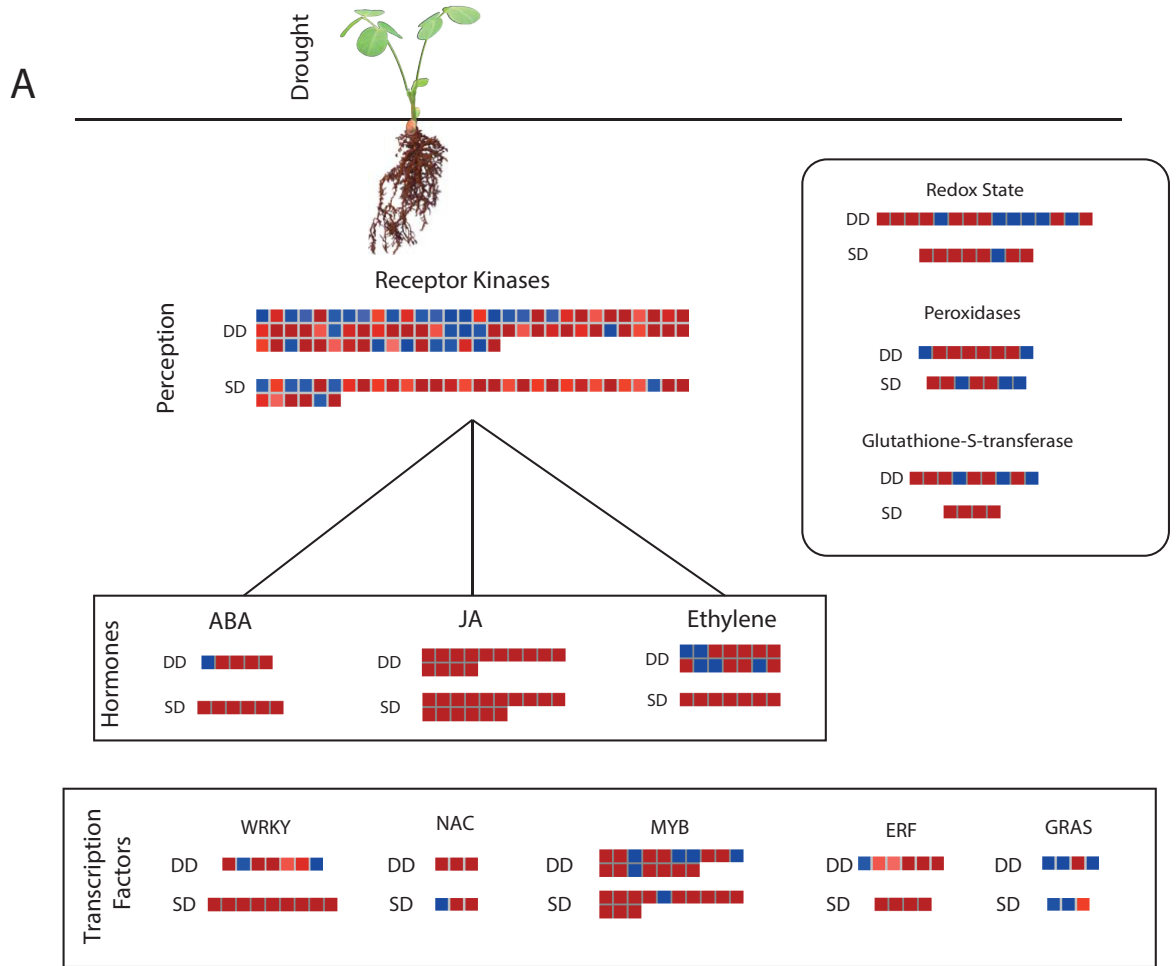 A
Drought
Receptor Kinases
Perception
DD
SD
Redox State
DD
SD
Peroxidases
DD
SD
Glutathione-S-transferase
DD
SD
Hormones
ABA
DD
SD
JA
DD
SD
Ethylene
DD
SD
Transcription
Factors
WRKY
DD
SD
NAC
DD
SD
MYB
DD
SD
ERF
DD
SD
GRAS
DD
SD